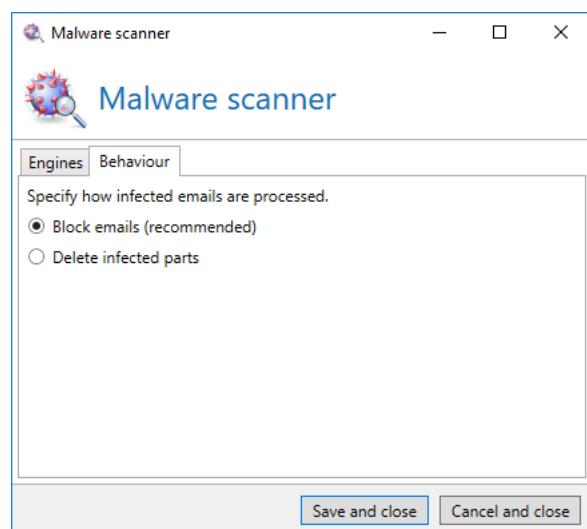 Malware scanner
Malware scanner
Engines Behaviour
Specify how infected emails are processed.
Block emails (recommended)
Delete infected parts
Save and close Cancel and close